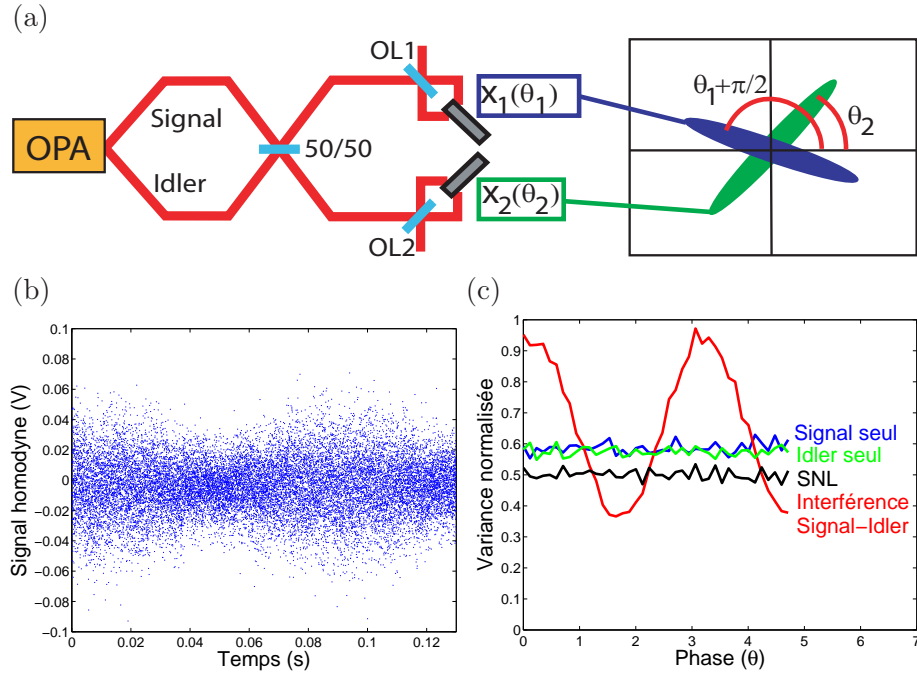 (a)
OPA
Signal
Idler
50/50
OL1
OL2
X₁(θ₁)
X₂(θ₂)
θ₁+π/2
θ₂
(b)
Signal homodyne (V)
0.1
0.08
0.06
0.04
0.02
0
−0.02
−0.04
−0.06
−0.08
−0.1
0 0.02 0.04 0.06 0.08 0.10 0.12
Temps (s)
(c)
Variance normalisée
1
0.9
0.8
0.7
0.6
0.5
0.4
0.3
0.2
0.1
0
0 1 2 3 4 5 6 7
Phase (θ)
Signal seul
Idler seul
SNL
Interférence
Signal−Idler